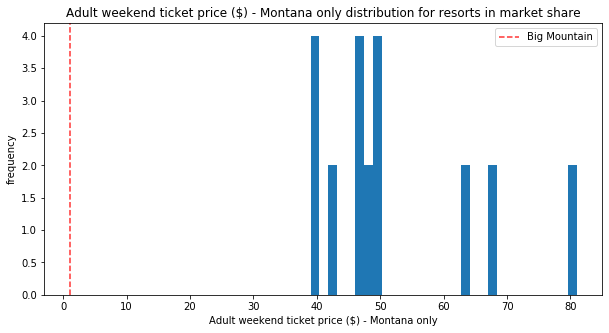 Adult weekend ticket price ($) - Montana only distribution for resorts in market share
Big Mountain
4.0
3.5
3.0
2.5
2.0
1.5
1.0
0.5
0.0
frequency
0 10 20 30 40 50 60 70 80
Adult weekend ticket price ($) - Montana only